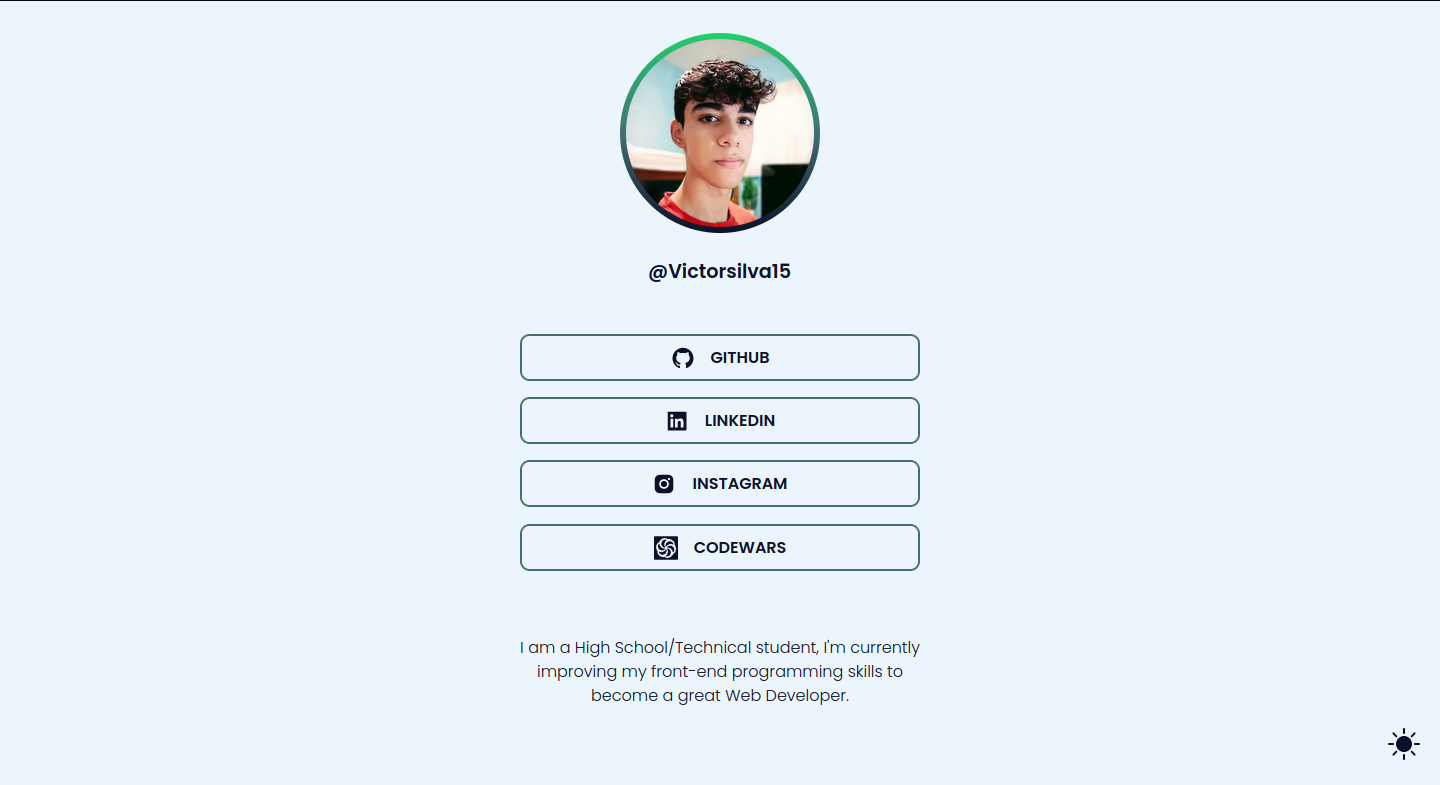 @Victorsilva15
GITHUB
LINKEDIN
INSTAGRAM
CODEWARS
I am a High School/Technical student, I'm currently
improving my front-end programming skills to
become a great Web Developer.